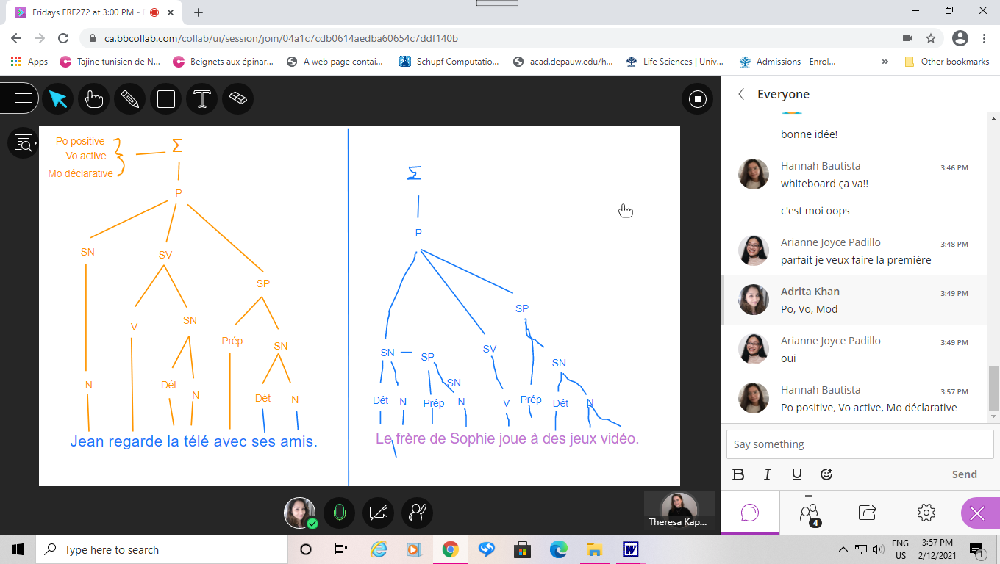 Fridays FRE272 at 3:00 PM -
ca.bbcollab.com/collab/ui/session/join/04a1c7cdb0614aedba60654c7ddf140b
Apps Tajine tunisien de N... Beignets aux épinar... A web page contai... Schupf Computatio... acad.depauw.edu/h... Life Sciences | Univ... Admissions - Enrol... » Other bookmarks
Po positive
Vo active
Mo déclarative
Σ
P
SN SV SP
V SN Prép SN
N Dét N Dét N
Jean regarde la télé avec ses amis.
Σ
P
SP
SN SP SV SN
SN
Dét N Prép N V Prép Dét N
Le frère de Sophie joue à des jeux vidéo.
Theresa Kap...
Everyone
bonne idée!
Hannah Bautista 3:46 PM
whiteboard ça va!!
c'est moi oops
Arianne Joyce Padillo 3:48 PM
parfait je veux faire la première
Adrita Khan 3:49 PM
Po, Vo, Mod
Arianne Joyce Padillo 3:49 PM
oui
Hannah Bautista 3:57 PM
Po positive, Vo active, Mo déclarative
Say something
B I U Send
4
Type here to search
ENG 3:57 PM
US 2/12/2021
1